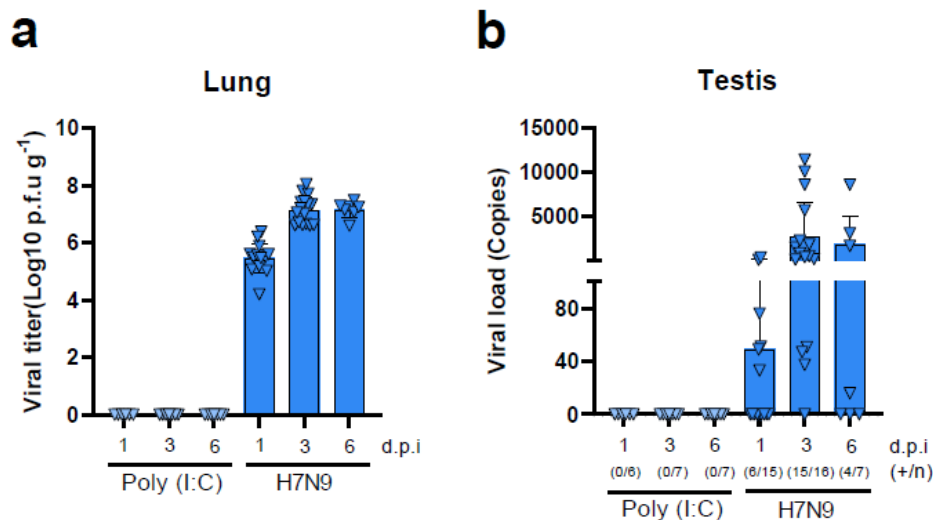 a
Lung
Viral titer(Log10 p.f.u g-1)
10
8
6
4
2
0
1 3 6 1 3 6 d.p.i
Poly (I:C) H7N9
b
Testis
Viral load (Copies)
15000
10000
5000
80
40
0
1 3 6 1 3 6 d.p.i
(0/6) (0/7) (0/7) (6/15) (15/16) (4/7) (+/n)
Poly (I:C) H7N9